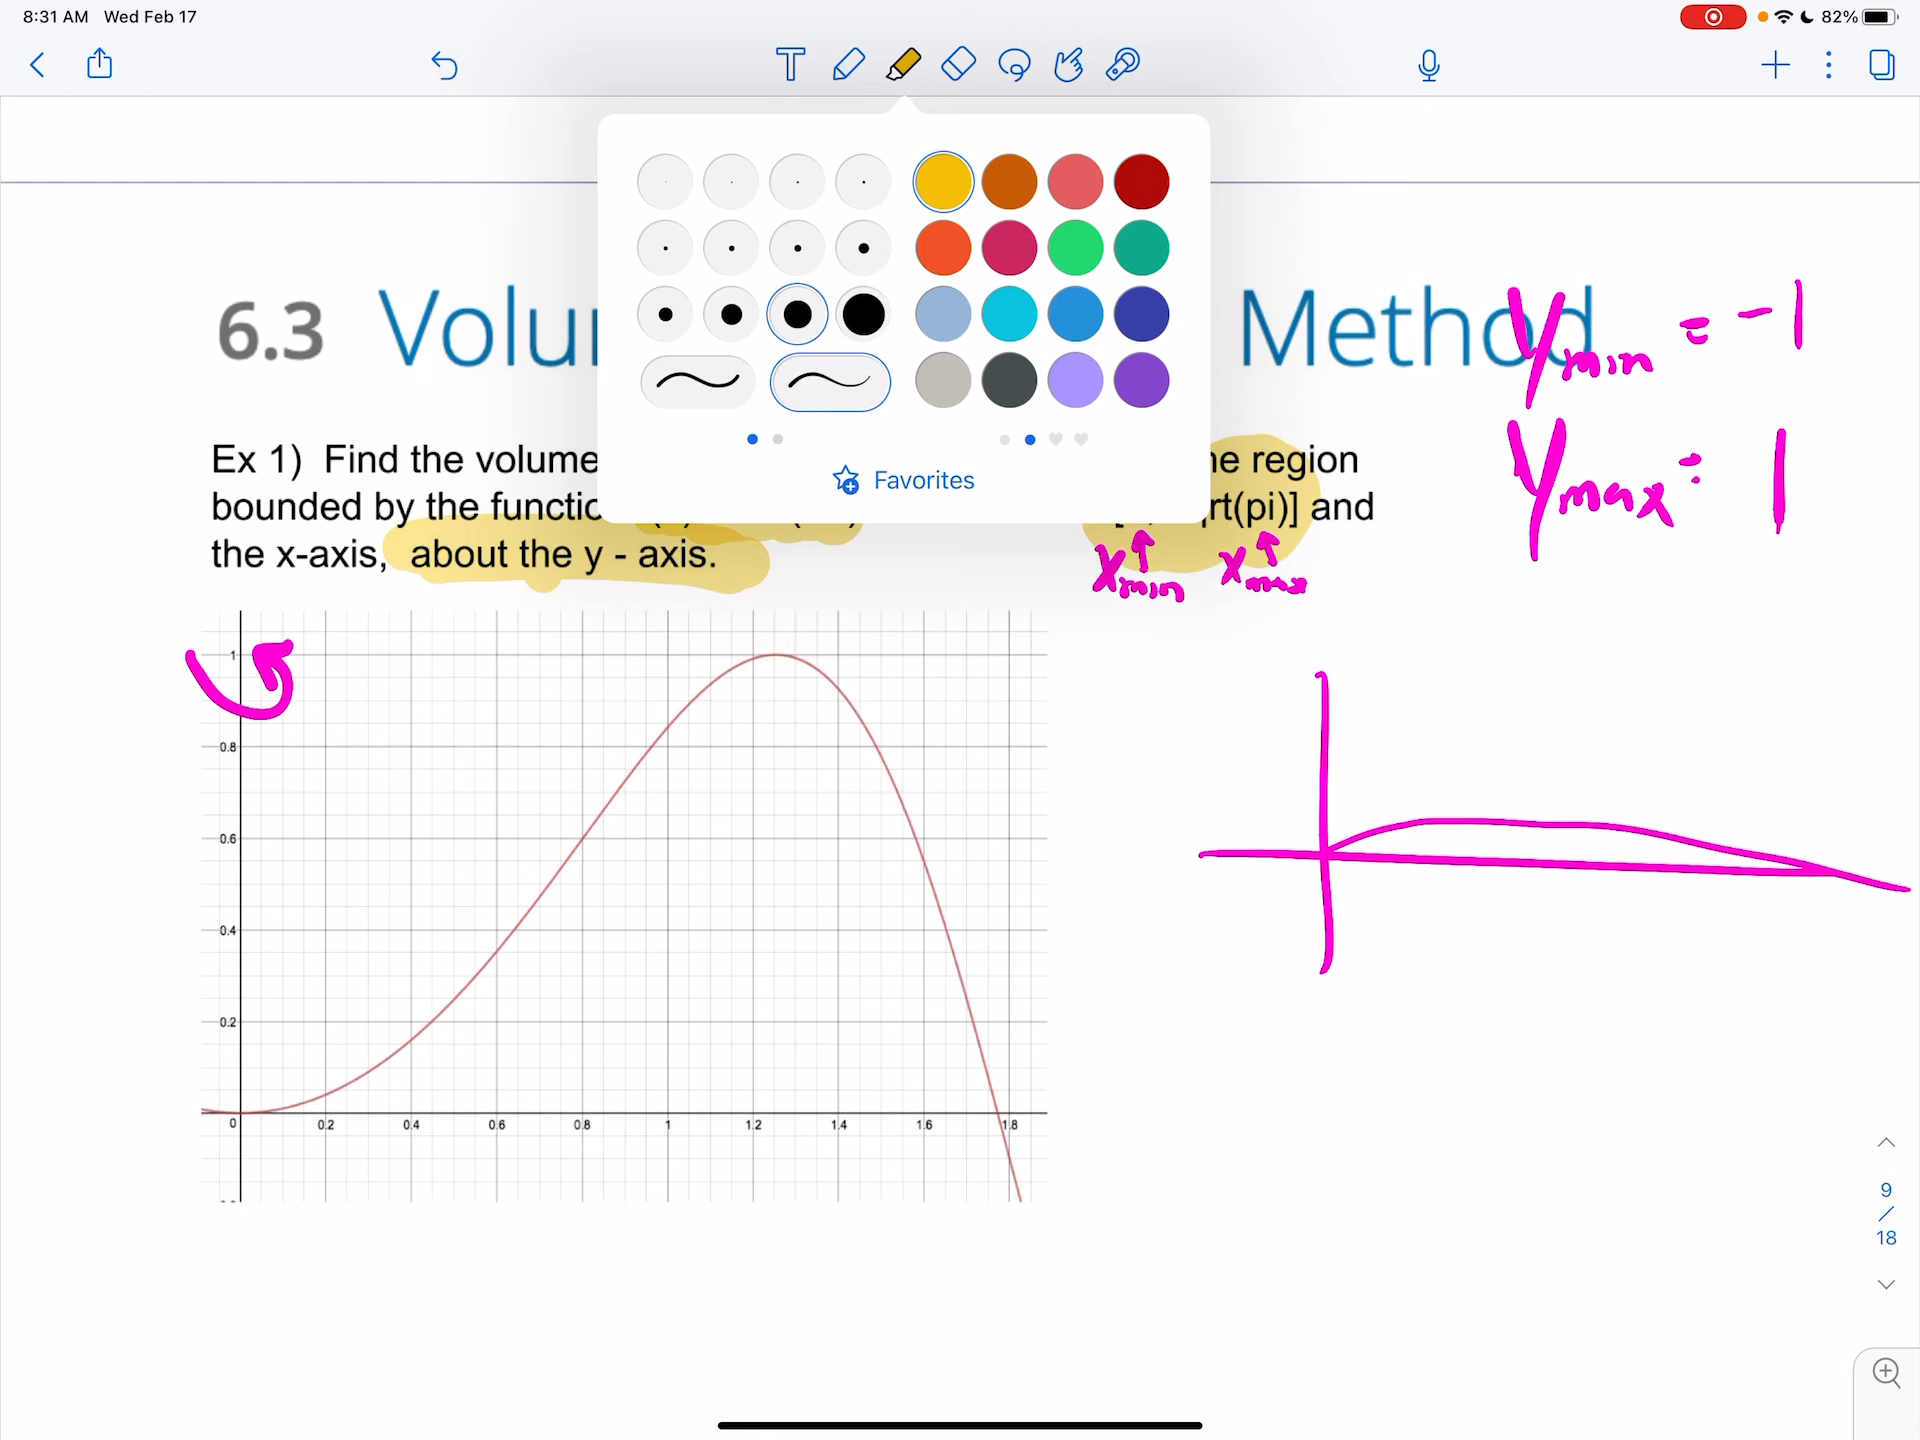 8:31 AM Wed Feb 17
82%
T
6.3 Volu Method
Ymin = -1
Ymax = 1
Ex 1) Find the volume he region
bounded by the functio rt(pi)] and
the x-axis, about the y - axis.
Xmin Xmax
Favorites
1
0.8
0.6
0.4
0.2
0 0.2 0.4 0.6 0.8 1 1.2 1.4 1.6 1.8
9
/
18